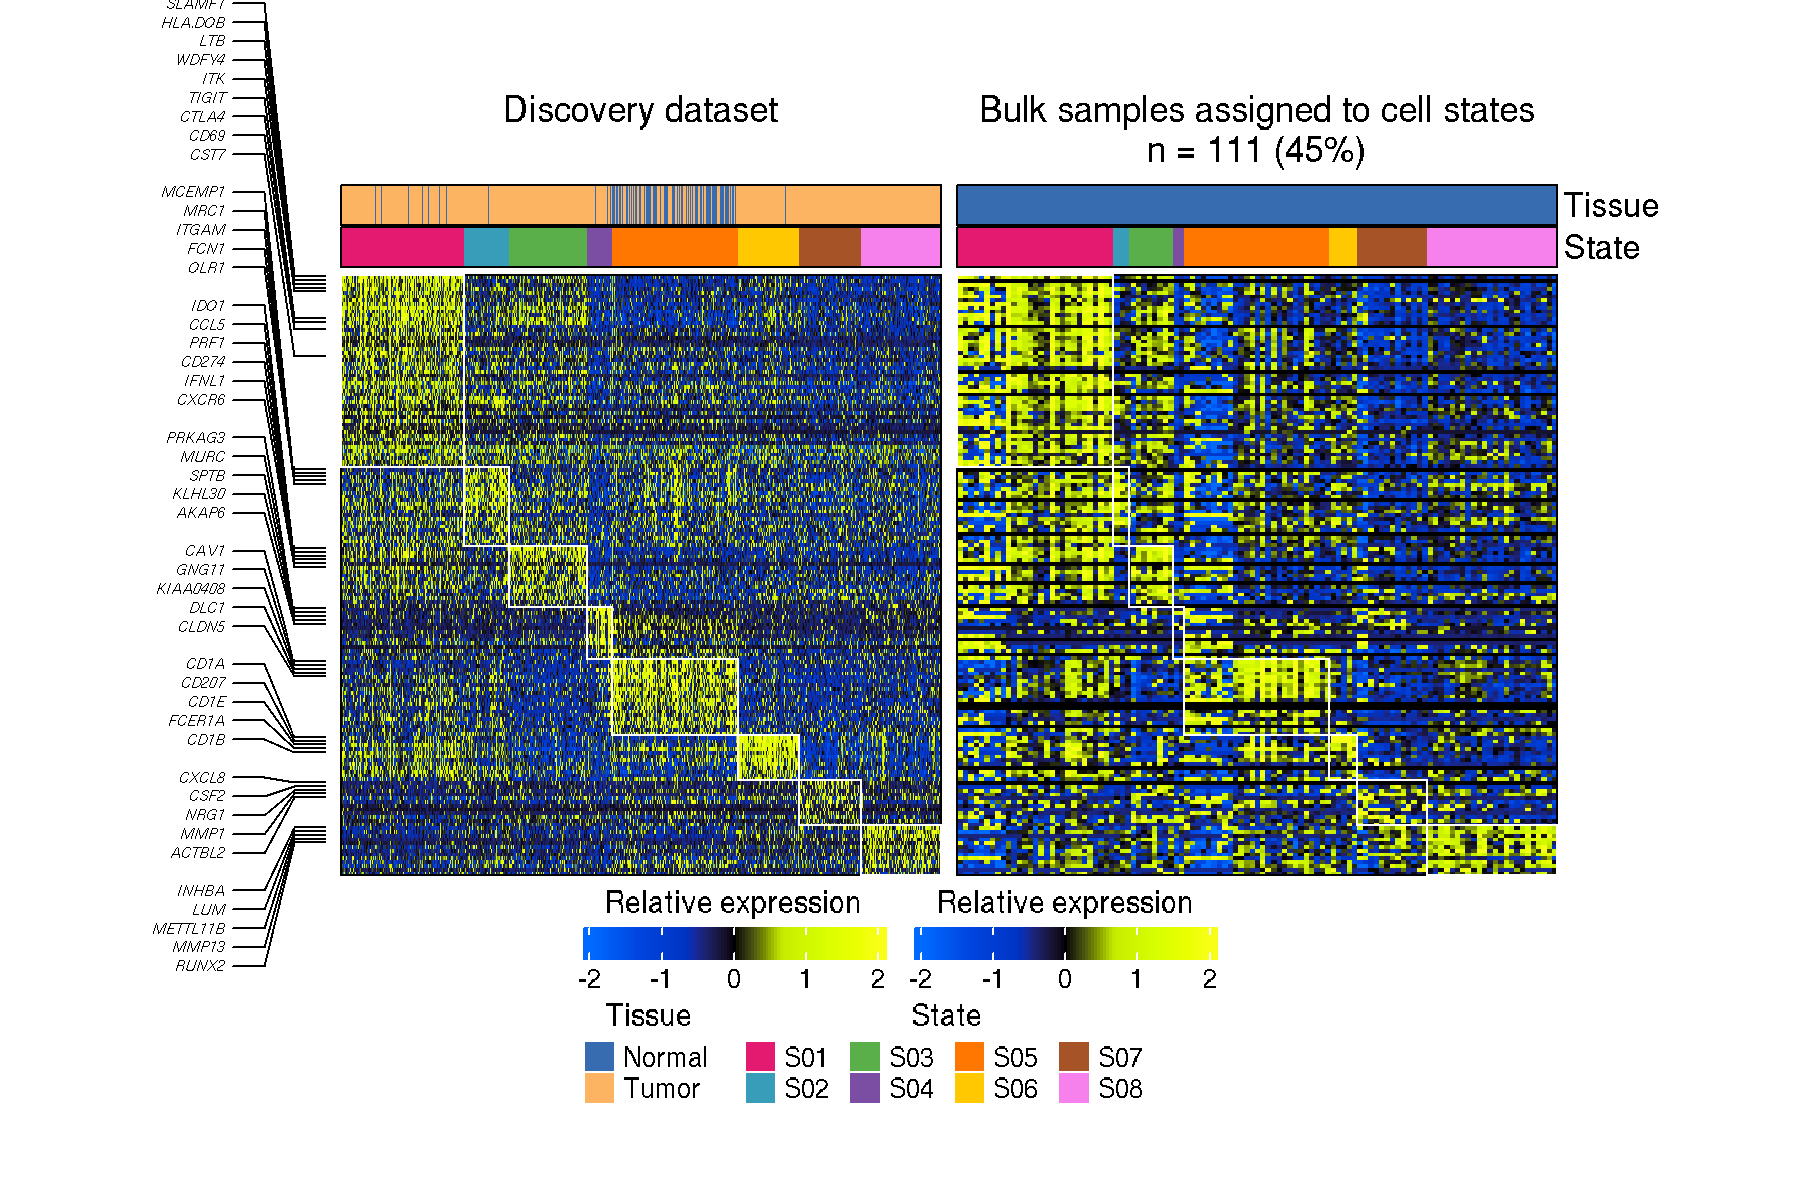 SLAMF7
HLA.DOB
LTB
WDFY4
ITK
TIGIT
CTLA4
CD69
CST7
MCEMP1
MRC1
ITGAM
FCN1
OLR1
IDO1
CCL5
PRF1
CD274
IFNL1
CXCR6
PRKAG3
MURC
SPTB
KLHL30
AKAP6
CAV1
GNG11
KIAA0408
DLC1
CLDN5
CD1A
CD207
CD1E
FCER1A
CD1B
CXCL8
CSF2
NRG1
MMP1
ACTBL2
INHBA
LUM
METTL11B
MMP13
RUNX2
Discovery dataset
Bulk samples assigned to cell states
n = 111 (45%)
Tissue
State
Relative expression
-2 -1 0 1 2
Relative expression
-2 -1 0 1 2
Tissue
Normal
Tumor
State
S01 S03 S05 S07
S02 S04 S06 S08